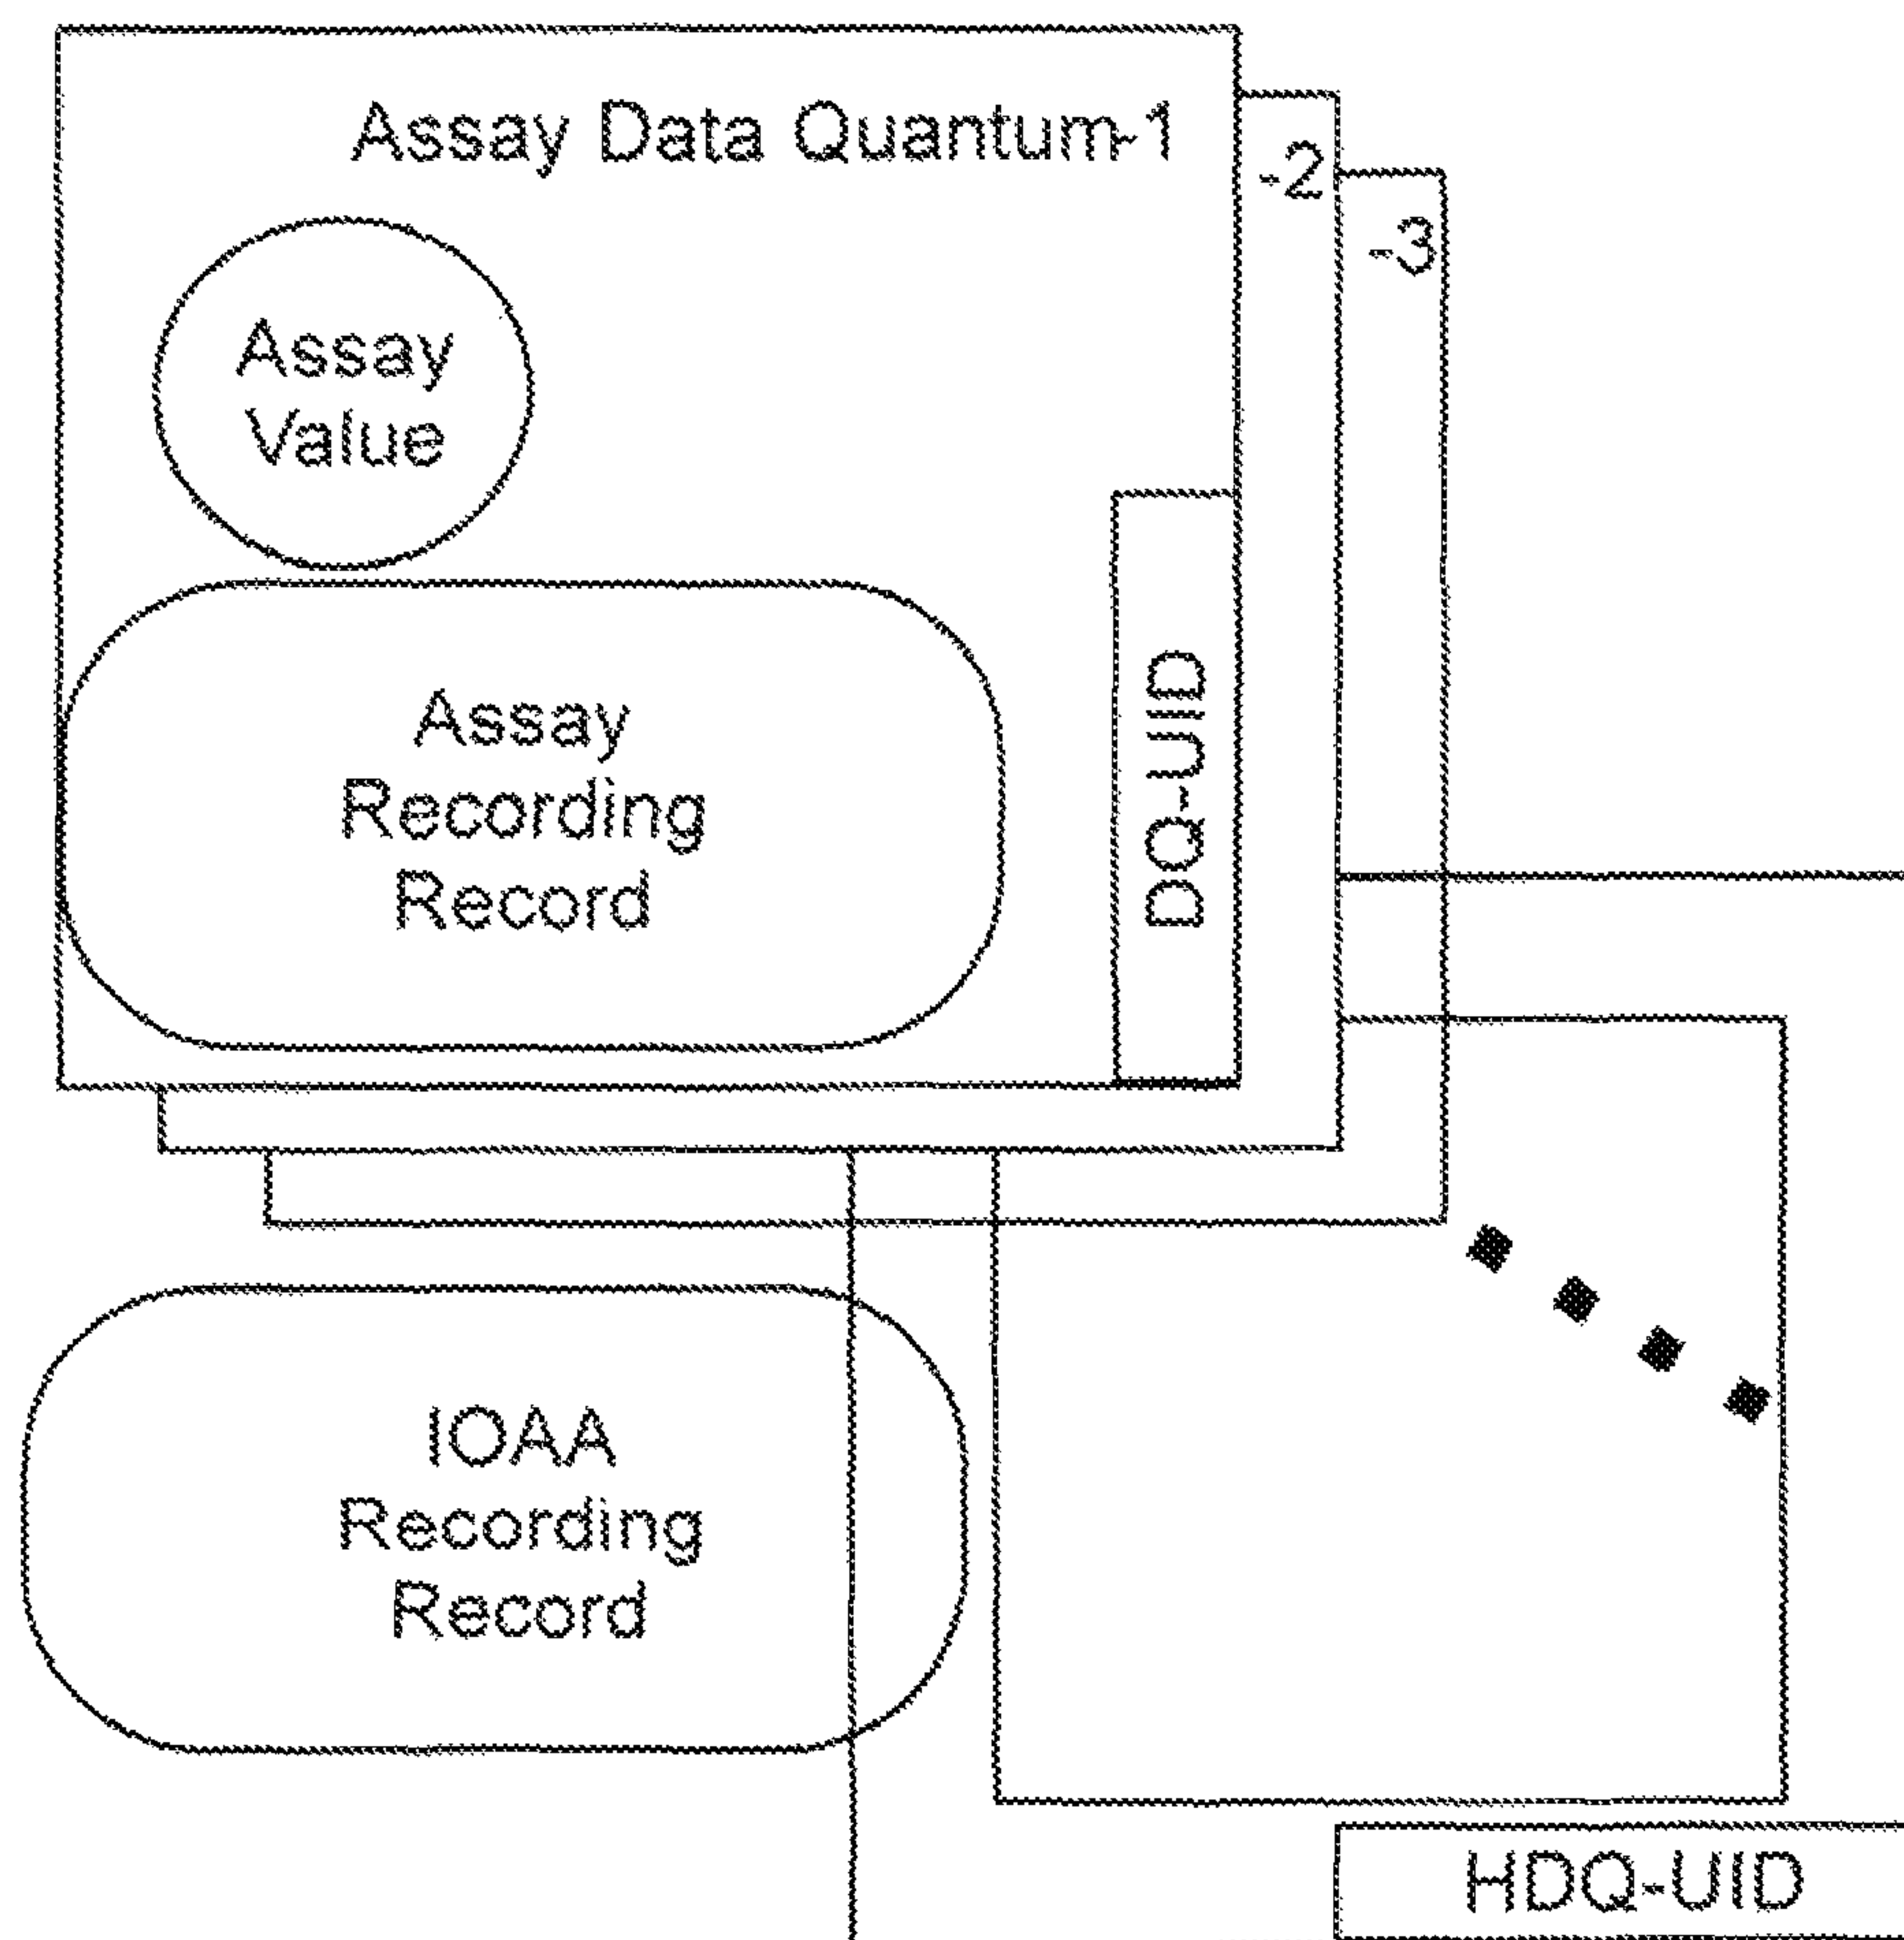 Assay Data Quantum-1
-2
-3
Assay
Value
Assay
Recording
Record
DQ-UID
IOAA
Recording
Record
HDQ-UID